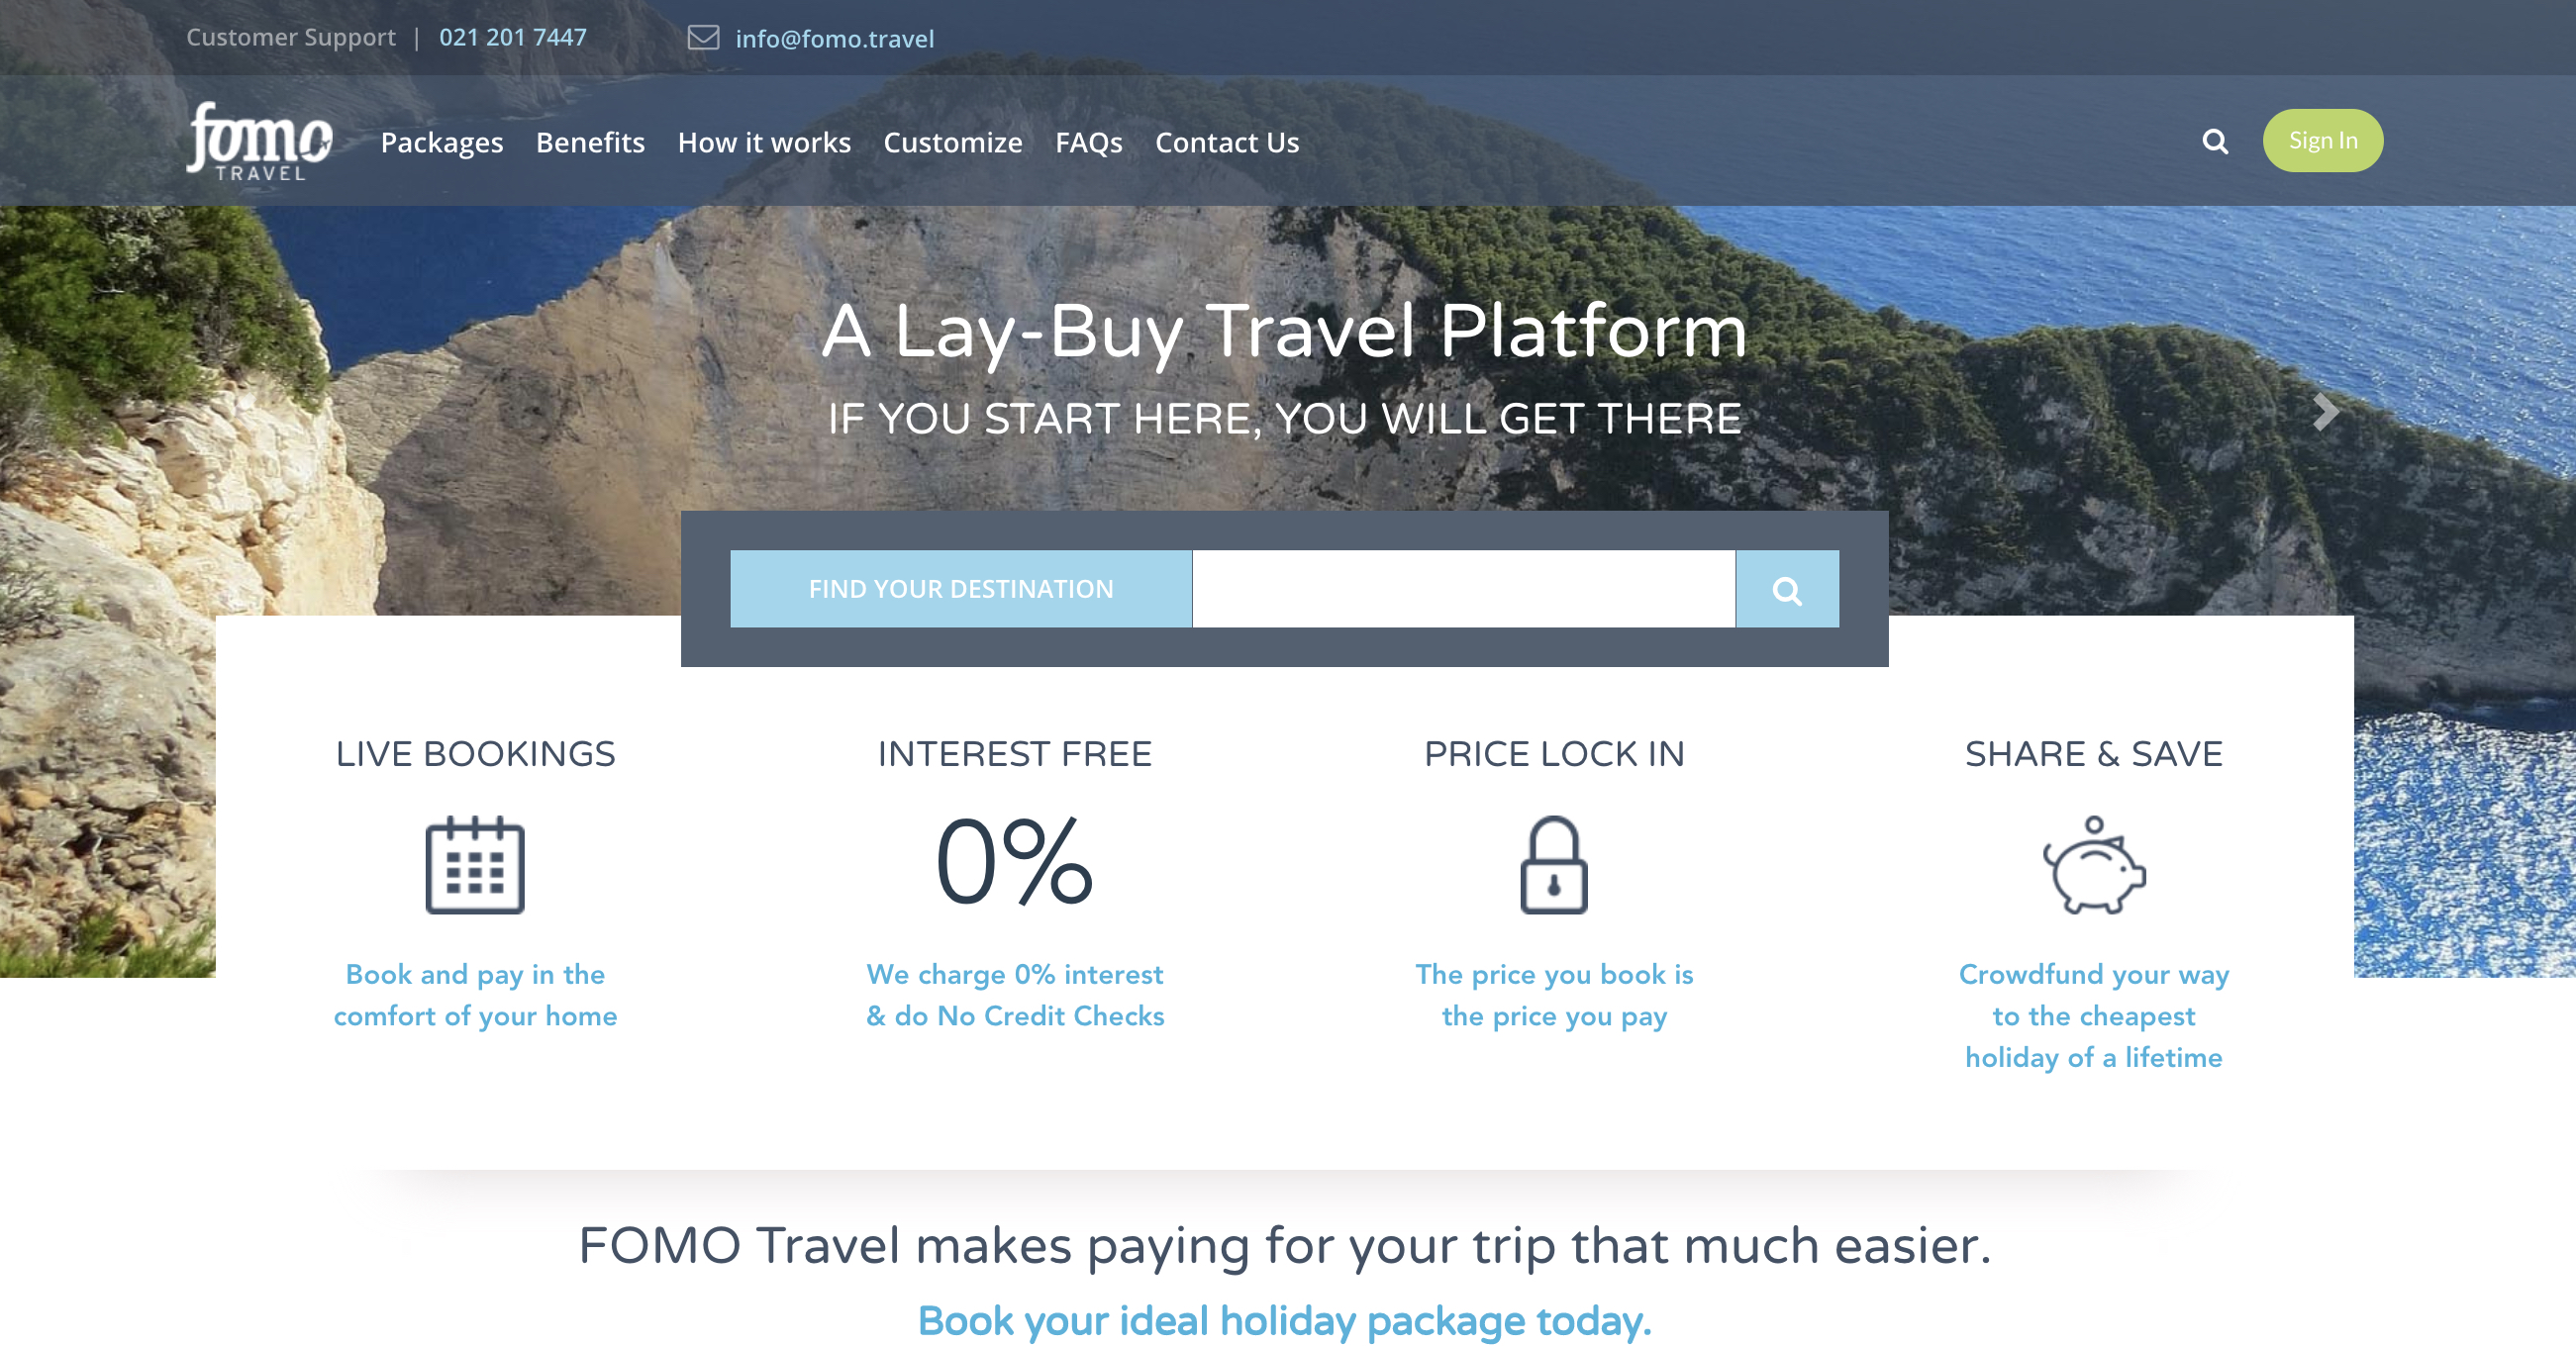 Customer Support | 021 201 7447 info@fomo.travel
fomo
TRAVEL
Packages Benefits How it works Customize FAQs Contact Us Sign In
A Lay-Buy Travel Platform
IF YOU START HERE, YOU WILL GET THERE
FIND YOUR DESTINATION
LIVE BOOKINGS
Book and pay in the
comfort of your home
INTEREST FREE
0%
We charge 0% interest
& do No Credit Checks
PRICE LOCK IN
The price you book is
the price you pay
SHARE & SAVE
Crowdfund your way
to the cheapest
holiday of a lifetime
FOMO Travel makes paying for your trip that much easier.
Book your ideal holiday package today.